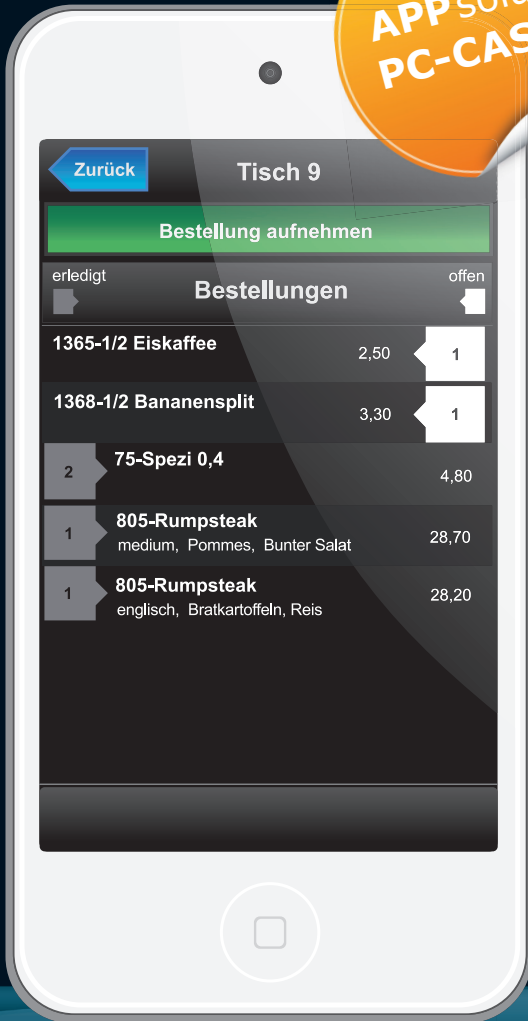 APP
PC-CAS
Zurück
Tisch 9
Bestellung aufnehmen
erledigt
offen
Bestellungen
1365-1/2 Eiskaffee
2,50
1
1368-1/2 Bananensplit
3,30
1
2
75-Spezi 0,4
4,80
1
805-Rumpsteak
medium, Pommes, Bunter Salat
28,70
1
805-Rumpsteak
englisch, Bratkartoffeln, Reis
28,20